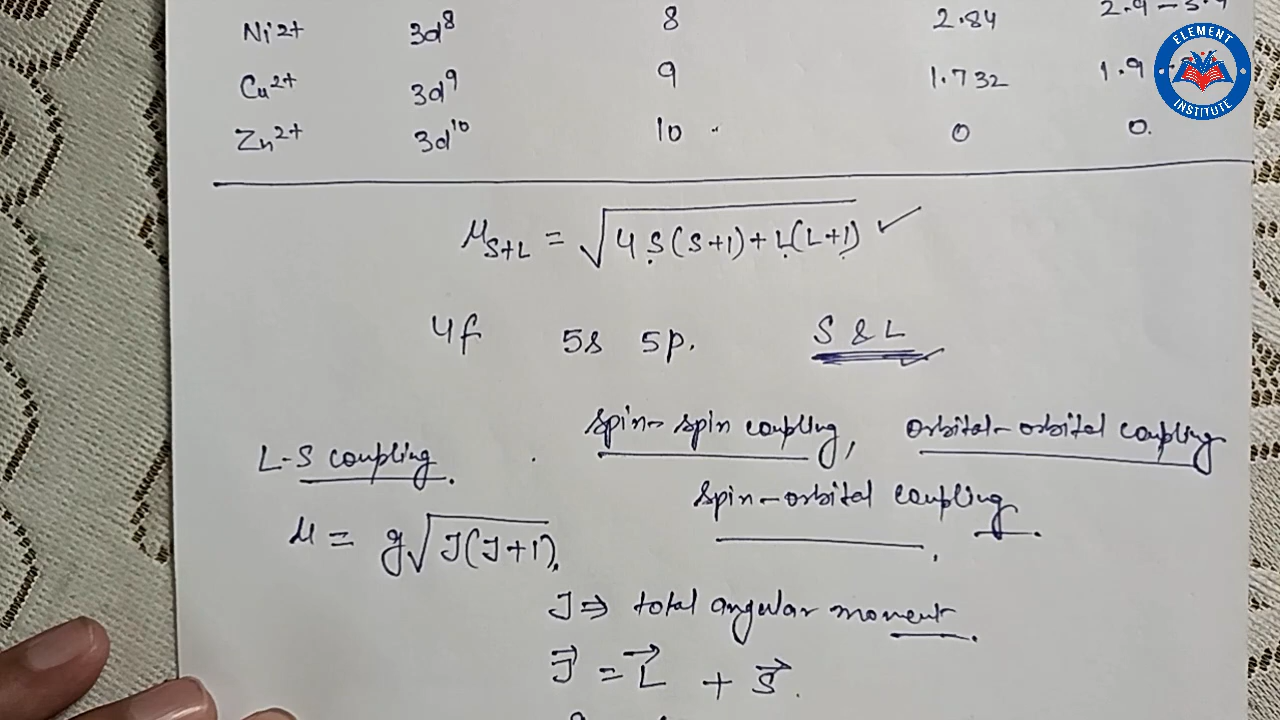 Ni2+ 3d8 8 2.84
Cu2+ 3d9 9 1.732 1.9
Zn2+ 3d10 10 0 0.
ELEMENT
INSTITUTE
μS+L = √4S(S+1)+L(L+1) ✓
4f 5s 5p. S & L
L-S coupling. spin-spin coupling, orbital-orbital coupling
spin-orbital coupling.
μ = g√J(J+1).
J ⇒ total angular moment.
J⃗ = L⃗ + S⃗.